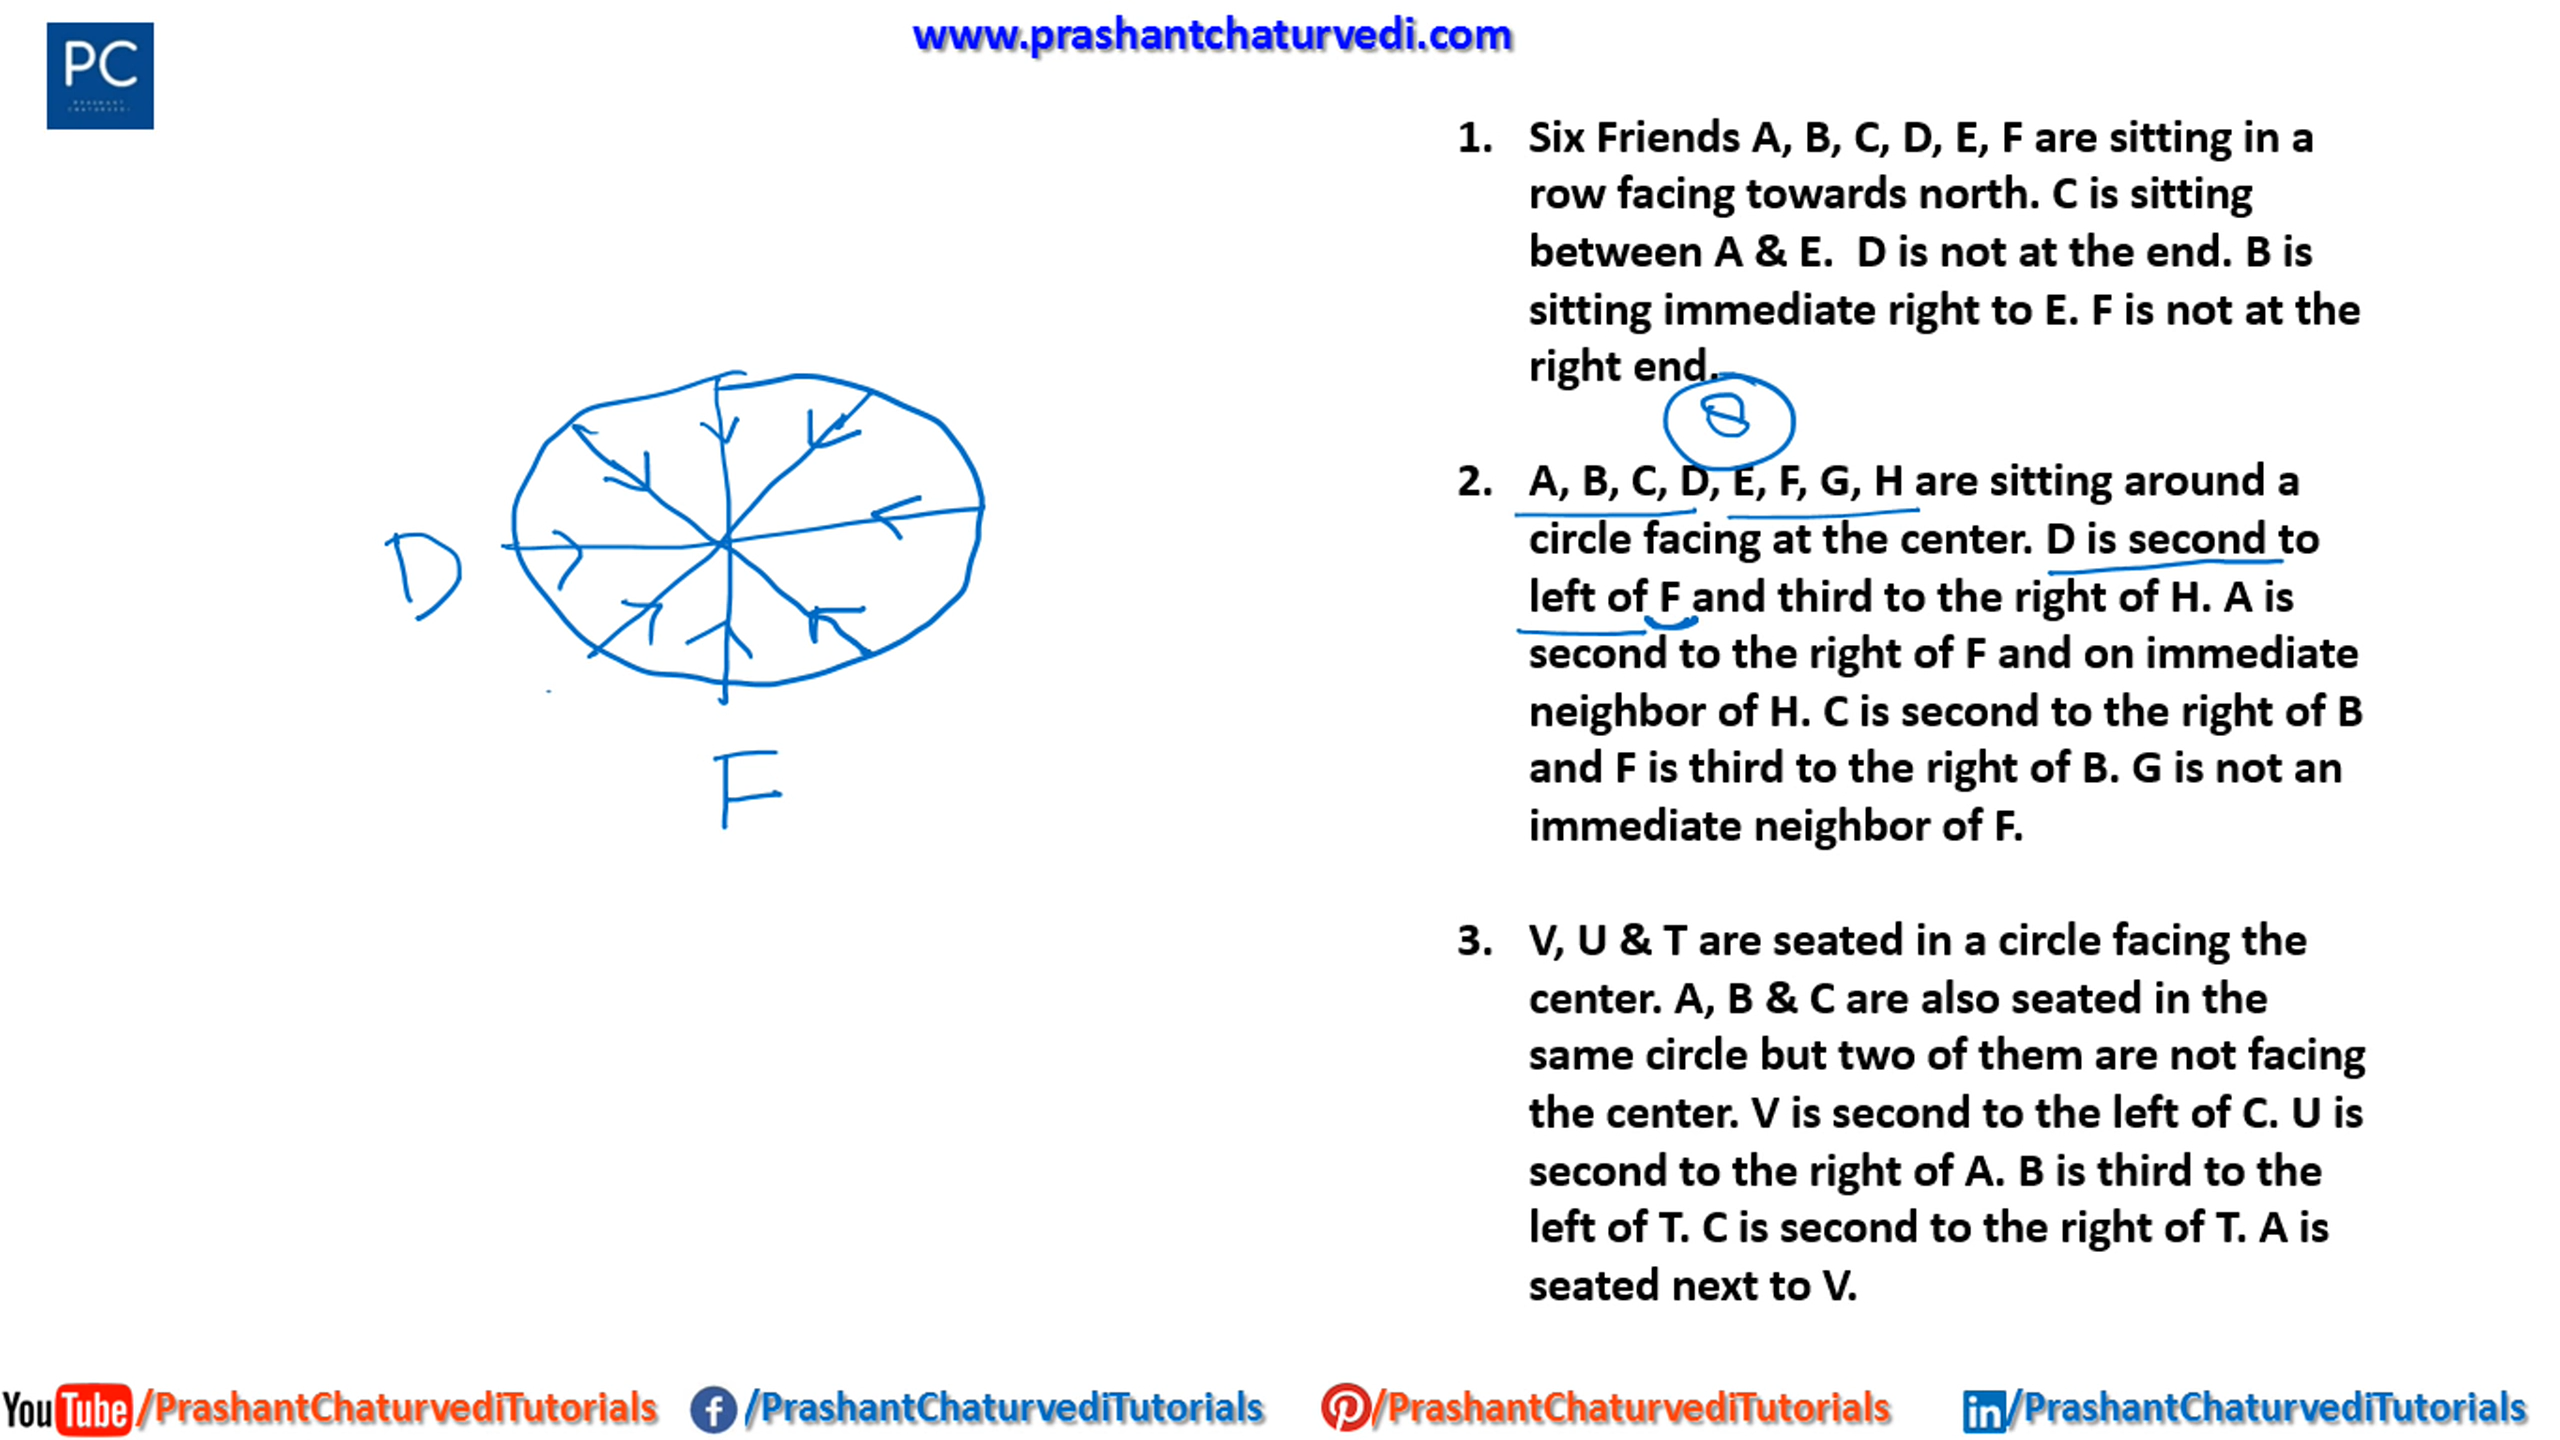 www.prashantchaturvedi.com
PC
1. Six Friends A, B, C, D, E, F are sitting in a
row facing towards north. C is sitting
between A & E. D is not at the end. B is
sitting immediate right to E. F is not at the
right end.
8
2. A, B, C, D, E, F, G, H are sitting around a
circle facing at the center. D is second to
left of F and third to the right of H. A is
second to the right of F and on immediate
neighbor of H. C is second to the right of B
and F is third to the right of B. G is not an
immediate neighbor of F.
D
F
3. V, U & T are seated in a circle facing the
center. A, B & C are also seated in the
same circle but two of them are not facing
the center. V is second to the left of C. U is
second to the right of A. B is third to the
left of T. C is second to the right of T. A is
seated next to V.
YouTube/PrashantChaturvediTutorials f/PrashantChaturvediTutorials /PrashantChaturvediTutorials in/PrashantChaturvediTutorials